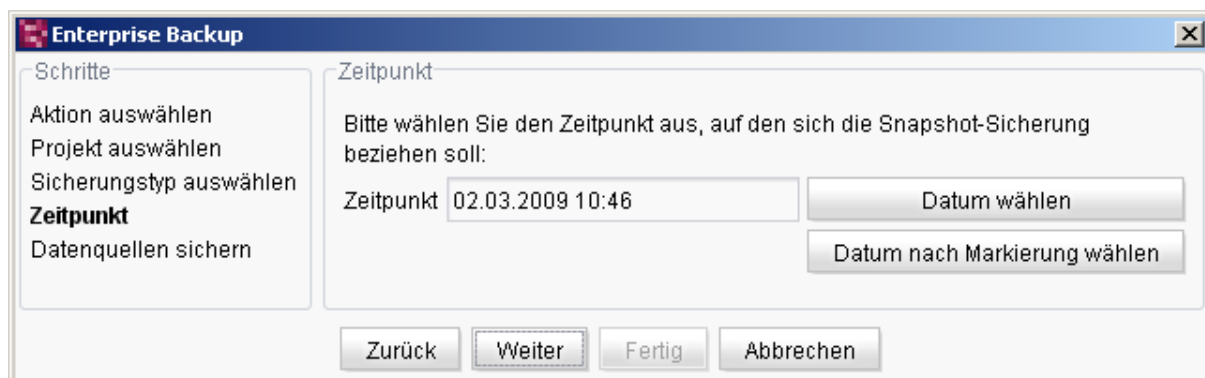 Enterprise Backup
Schritte
Aktion auswählen
Projekt auswählen
Sicherungstyp auswählen
Zeitpunkt
Datenquellen sichern
Zeitpunkt
Bitte wählen Sie den Zeitpunkt aus, auf den sich die Snapshot-Sicherung
beziehen soll:
Zeitpunkt 02.03.2009 10:46 Datum wählen
Datum nach Markierung wählen
Zurück Weiter Fertig Abbrechen